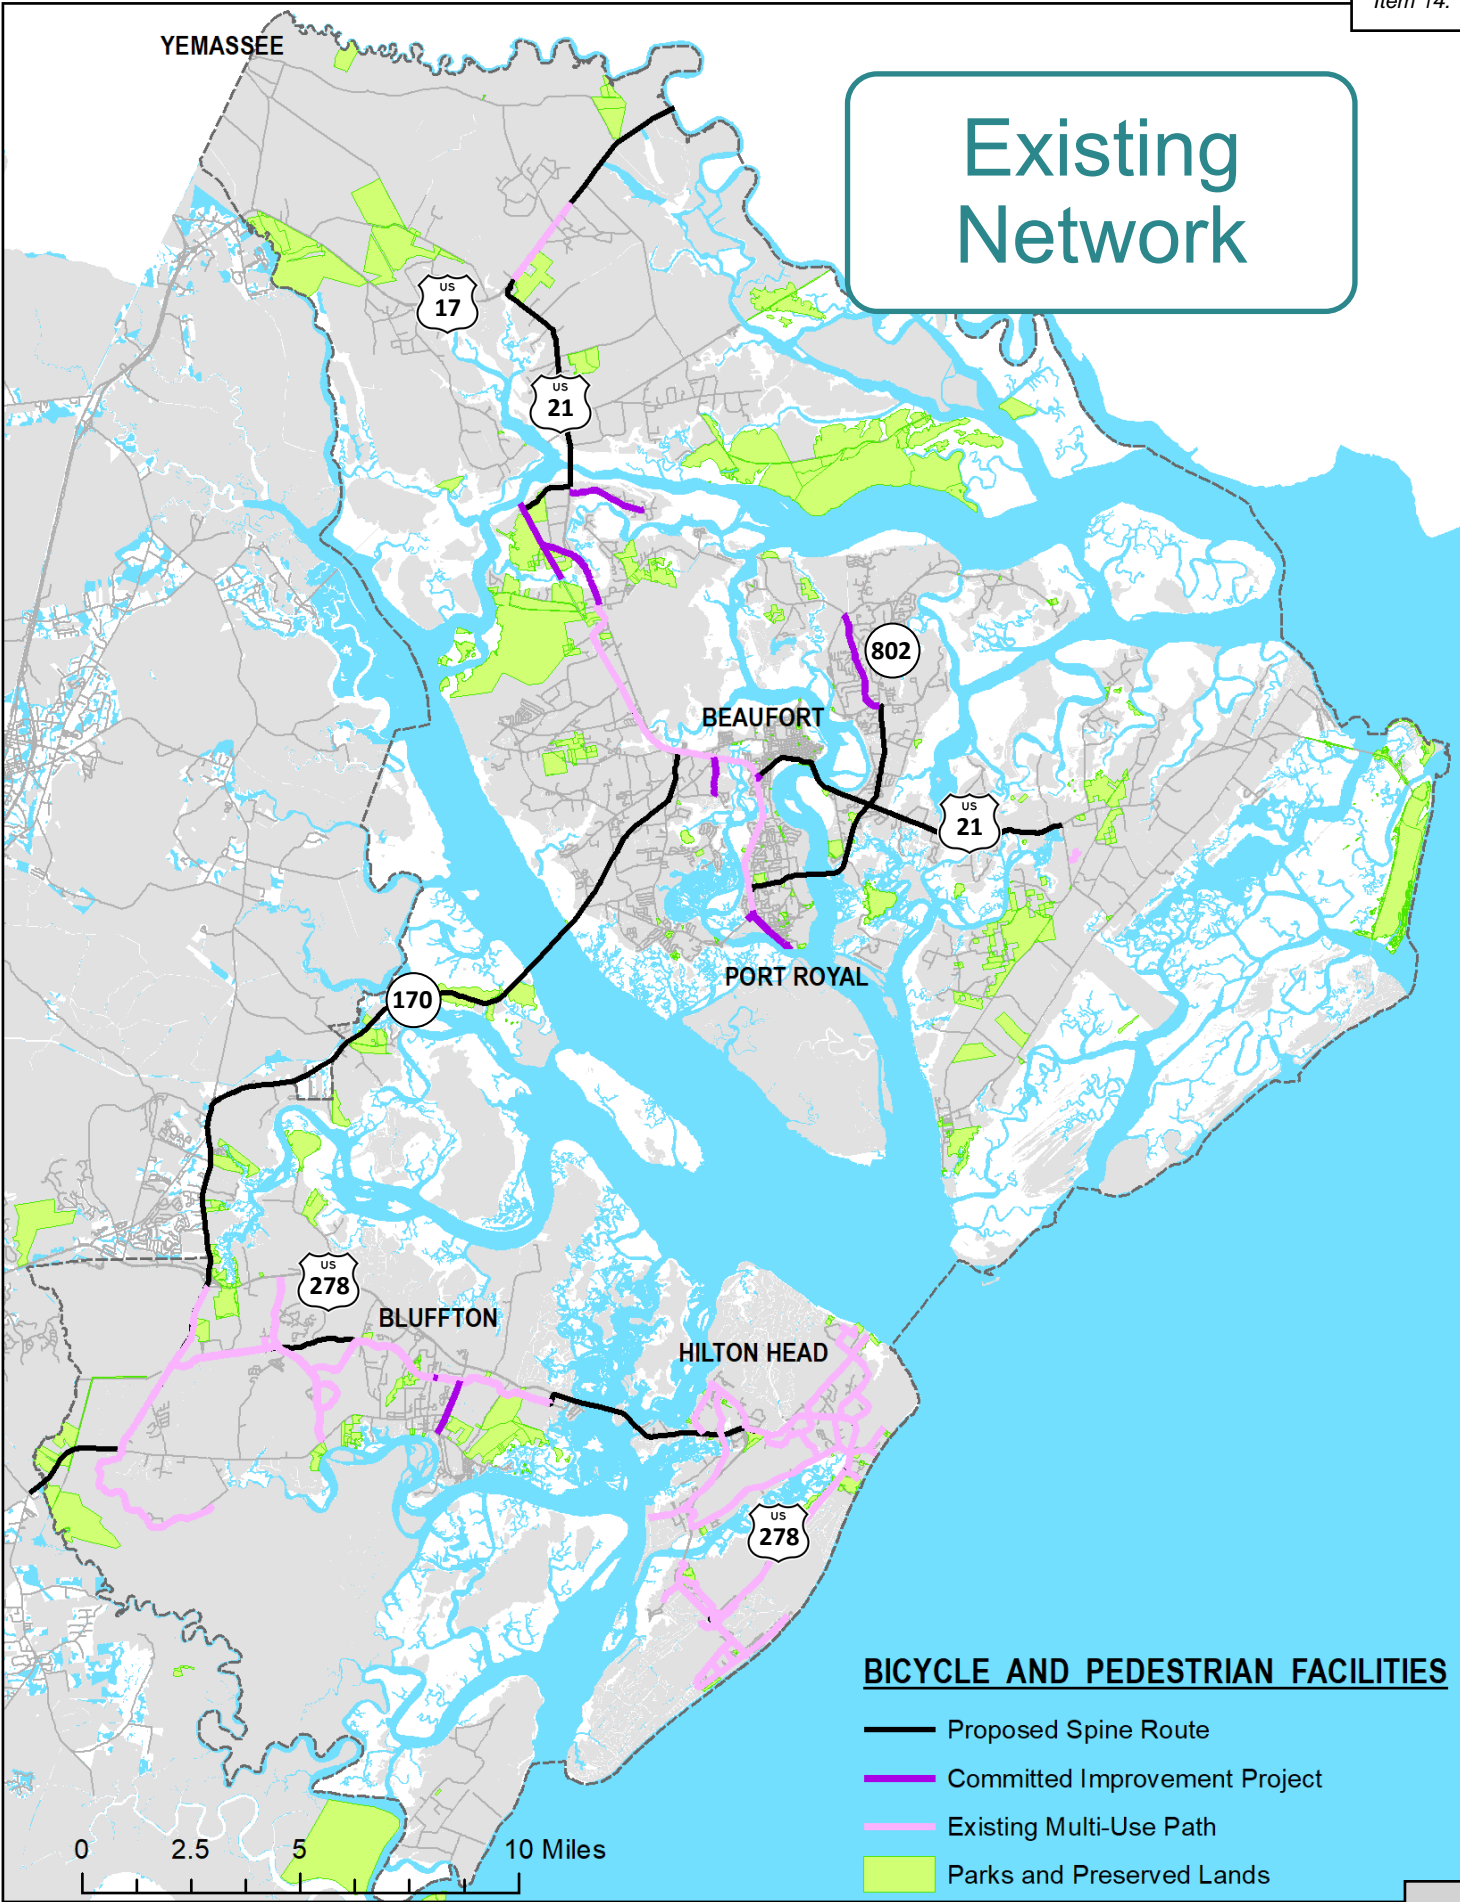 Item 14.
YEMASSEE
Existing
Network
US
17
US
21
802
BEAUFORT
US
21
PORT ROYAL
170
US
278
BLUFFTON
HILTON HEAD
US
278
BICYCLE AND PEDESTRIAN FACILITIES
Proposed Spine Route
Committed Improvement Project
Existing Multi-Use Path
Parks and Preserved Lands
0 2.5 5 10 Miles